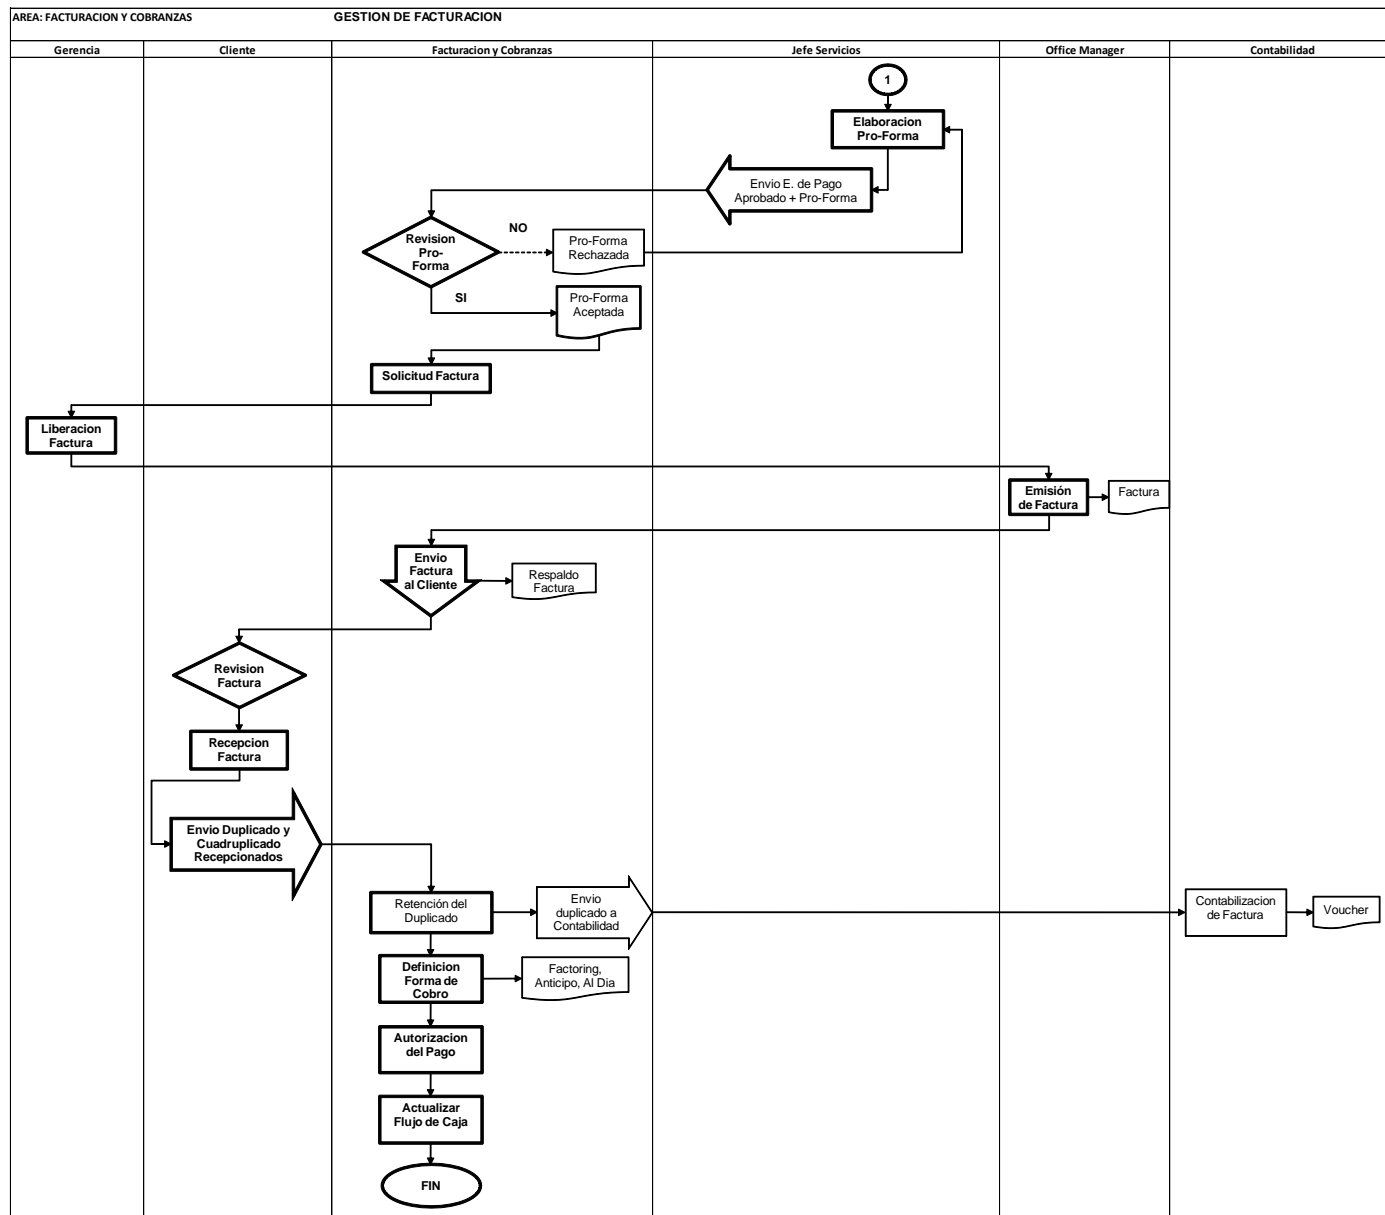 AREA: FACTURACION Y COBRANZAS
GESTION DE FACTURACION
Gerencia
Cliente
Facturacion y Cobranzas
Jefe Servicios
Office Manager
Contabilidad
1
Elaboracion
Pro-Forma
Envio E. de Pago
Aprobado + Pro-Forma
Revision
Pro-
Forma
NO
Pro-Forma
Rechazada
SI
Pro-Forma
Aceptada
Solicitud Factura
Liberacion
Factura
Emisión
de Factura
Factura
Envio
Factura
al Cliente
Respaldo
Factura
Revision
Factura
Recepcion
Factura
Envio Duplicado y
Cuadruplicado
Recepcionados
Retención del
Duplicado
Envio
duplicado a
Contabilidad
Contabilizacion
de Factura
Voucher
Definicion
Forma de
Cobro
Factoring,
Anticipo, Al Dia
Autorizacion
del Pago
Actualizar
Flujo de Caja
FIN